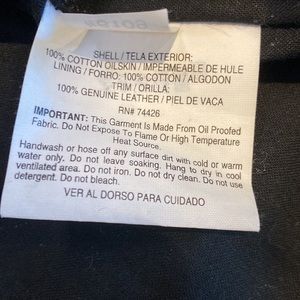 SHELL / TELA EXTERIOR:
100% COTTON OILSKIN / IMPERMEABLE DE HULE
LINING / FORRO: 100% COTTON / ALGODON
TRIM / ORILLA:
100% GENUINE LEATHER / PIEL DE VACA
RN# 74426
IMPORTANT: This Garment Is Made From Oil Proofed
Fabric. Do Not Expose To Flame Or High Temperature
Heat Source.
Handwash or hose off any surface dirt with cold or warm
water only. Do not leave soaking. Hang to dry in cool
ventilated area. Do not iron. Do not dry clean. Do not use
detergent. Do not bleach.
VER AL DORSO PARA CUIDADO